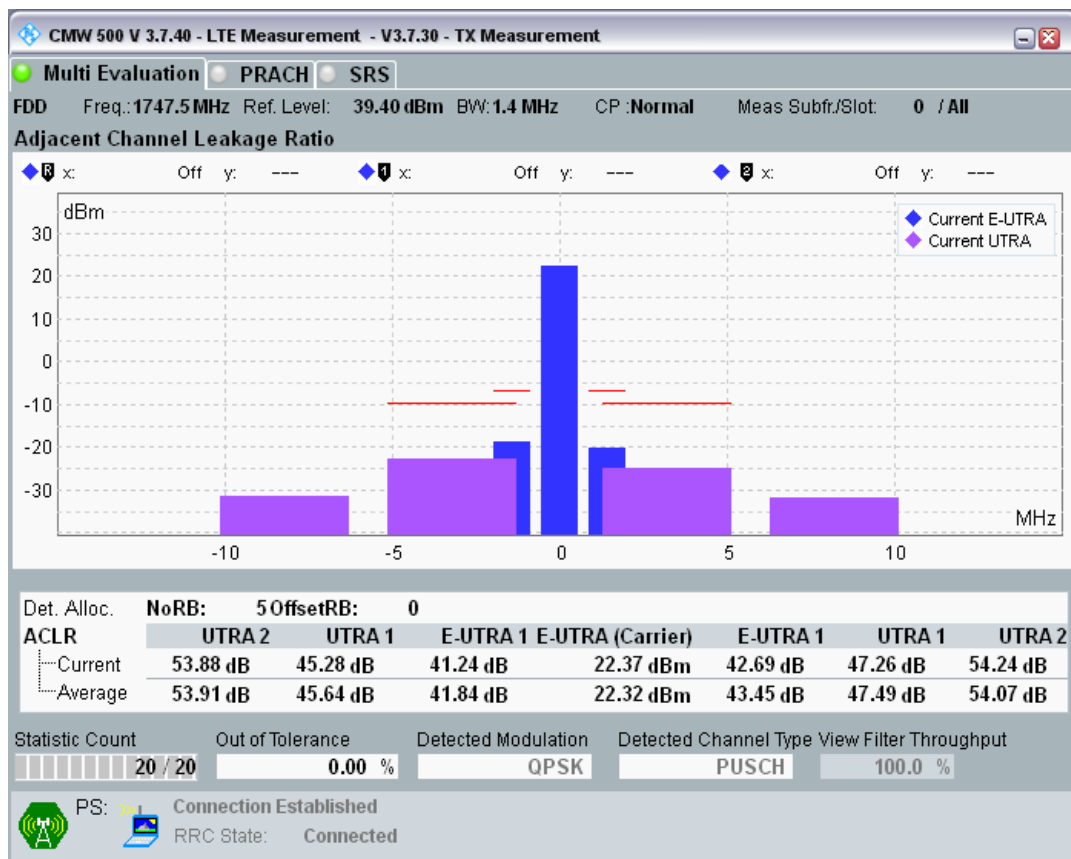 CMW 500 V 3.7.40 - LTE Measurement - V3.7.30 - TX Measurement
Multi Evaluation PRACH SRS
FDD Freq.: 1747.5 MHz Ref. Level: 39.40 dBm BW: 1.4 MHz CP :Normal Meas Subfr./Slot: 0 / All
Adjacent Channel Leakage Ratio
R x: Off y: --- 1 x: Off y: --- 2 x: Off y: ---
dBm
Current E-UTRA
Current UTRA
30
20
10
0
-10
-20
-30
MHz
-10 -5 0 5 10
Det. Alloc. NoRB: 5 OffsetRB: 0
ACLR UTRA 2 UTRA 1 E-UTRA 1 E-UTRA (Carrier) E-UTRA 1 UTRA 1 UTRA 2
Current 53.88 dB 45.28 dB 41.24 dB 22.37 dBm 42.69 dB 47.26 dB 54.24 dB
Average 53.91 dB 45.64 dB 41.84 dB 22.32 dBm 43.45 dB 47.49 dB 54.07 dB
Statistic Count Out of Tolerance Detected Modulation Detected Channel Type View Filter Throughput
20 / 20 0.00 % QPSK PUSCH 100.0 %
PS: Connection Established
RRC State: Connected